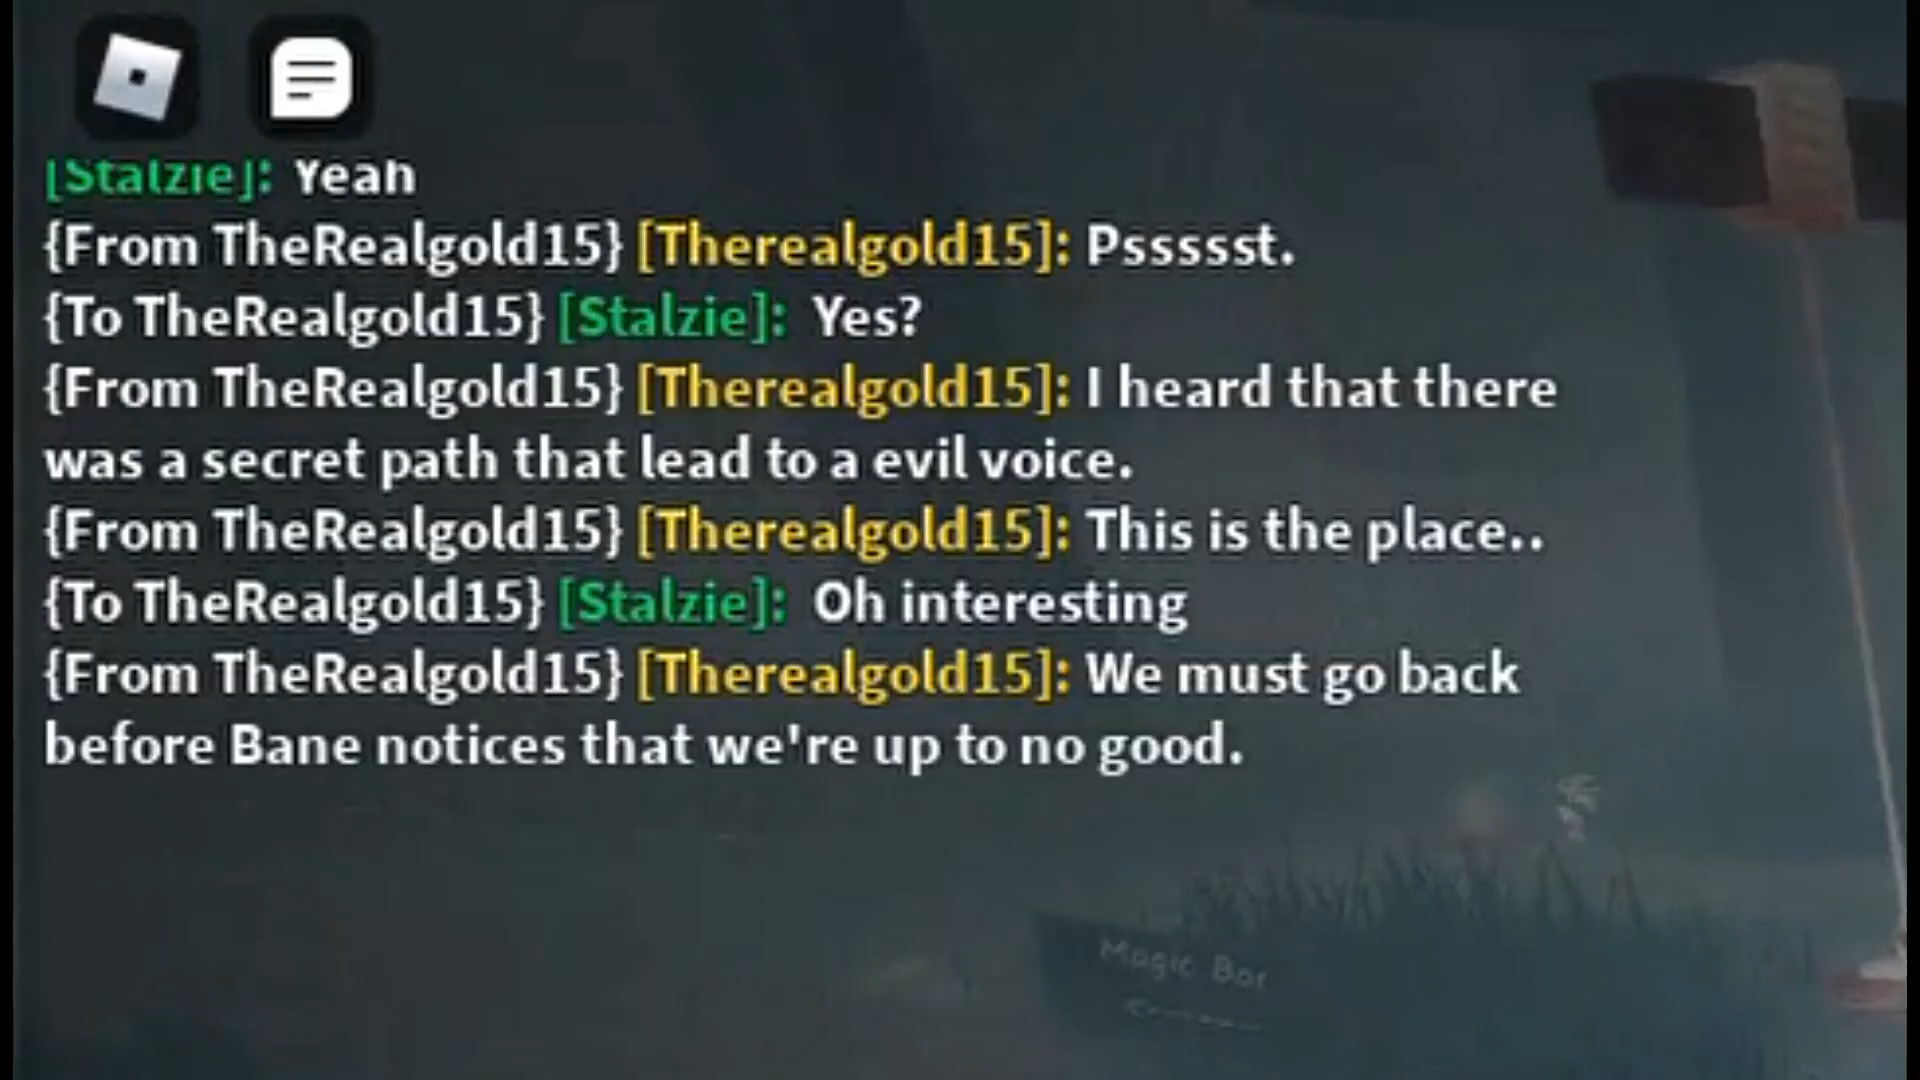 [Stalzie]: Yeah
{From TheRealgold15} [Therealgold15]: Pssssst.
{To TheRealgold15} [Stalzie]: Yes?
{From TheRealgold15} [Therealgold15]: I heard that there
was a secret path that lead to a evil voice.
{From TheRealgold15} [Therealgold15]: This is the place..
{To TheRealgold15} [Stalzie]: Oh interesting
{From TheRealgold15} [Therealgold15]: We must go back
before Bane notices that we're up to no good.
Magic Bor